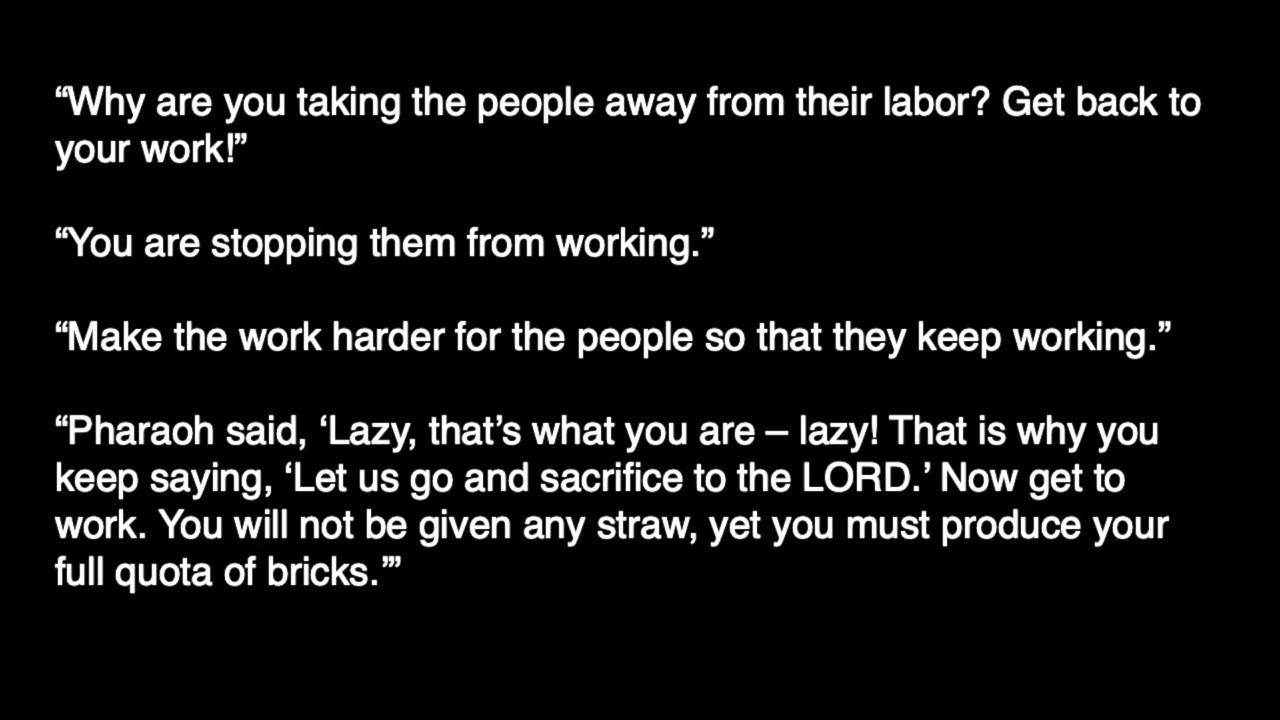 “Why are you taking the people away from their labor? Get back to
your work!”
“You are stopping them from working.”
“Make the work harder for the people so that they keep working.”
“Pharaoh said, ‘Lazy, that’s what you are – lazy! That is why you
keep saying, ‘Let us go and sacrifice to the LORD.’ Now get to
work. You will not be given any straw, yet you must produce your
full quota of bricks.’”